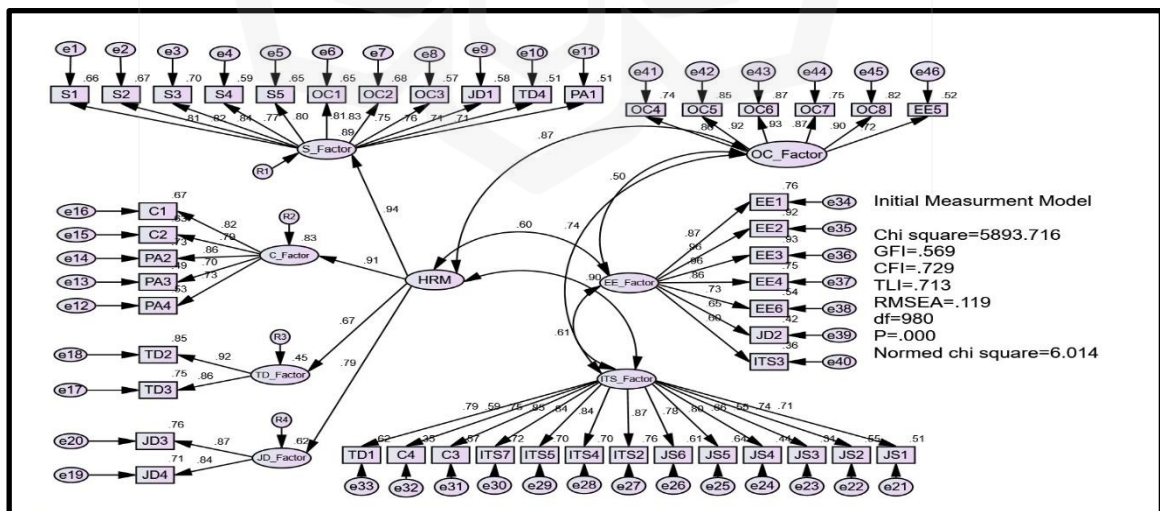 e1 e2 e3 e4 e5 e6 e7 e8 e9 e10 e11
.66 .67 .70 .59 .65 .65 .68 .57 .58 .51 .51
S1 S2 S3 S4 S5 OC1 OC2 OC3 JD1 TD4 PA1
.81 .82 .84 .77 .80 .81 .83 .75 .76 .71 .71
.89
S_Factor
R1
e41 e42 e43 e44 e45 e46
.74 .85 .87 .75 .82 .52
OC4 OC5 OC6 OC7 OC8 EE5
.86 .92 .93 .87 .90 .72
OC_Factor
.87
.50
.74
.94
.60
.90
.61
.67
e16 C1
.82
e15 C2
.79
.73
e14 PA2
.86
.49
e13 PA3
.70
.53
e12 PA4
.73
R2
.83
C_Factor
.91
HRM
.67
.79
.85
e18 TD2
.92
.75
e17 TD3
.86
R3
.45
TD_Factor
.76
e20 JD3
.87
.71
e19 JD4
.84
R4
.62
JD_Factor
EE_Factor
.76
EE1 e34
.87
.92
EE2 e35
.96
.93
EE3 e36
.96
.75
EE4 e37
.86
.54
EE6 e38
.73
.42
JD2 e39
.65
.36
ITS3 e40
.60
Initial Measurment Model
Chi square=5893.716
GFI=.569
CFI=.729
TLI=.713
RMSEA=.119
df=980
P=.000
Normed chi square=6.014
ITS_Factor
.79 .59 .75 .85 .84 .84 .87 .78 .80 .66 .55 .74 .71
.62 .35 .57 .72 .70 .70 .76 .61 .64 .44 .34 .55 .51
TD1 C4 C3 ITS7 ITS5 ITS4 ITS2 JS6 JS5 JS4 JS3 JS2 JS1
e33 e32 e31 e30 e29 e28 e27 e26 e25 e24 e23 e22 e21